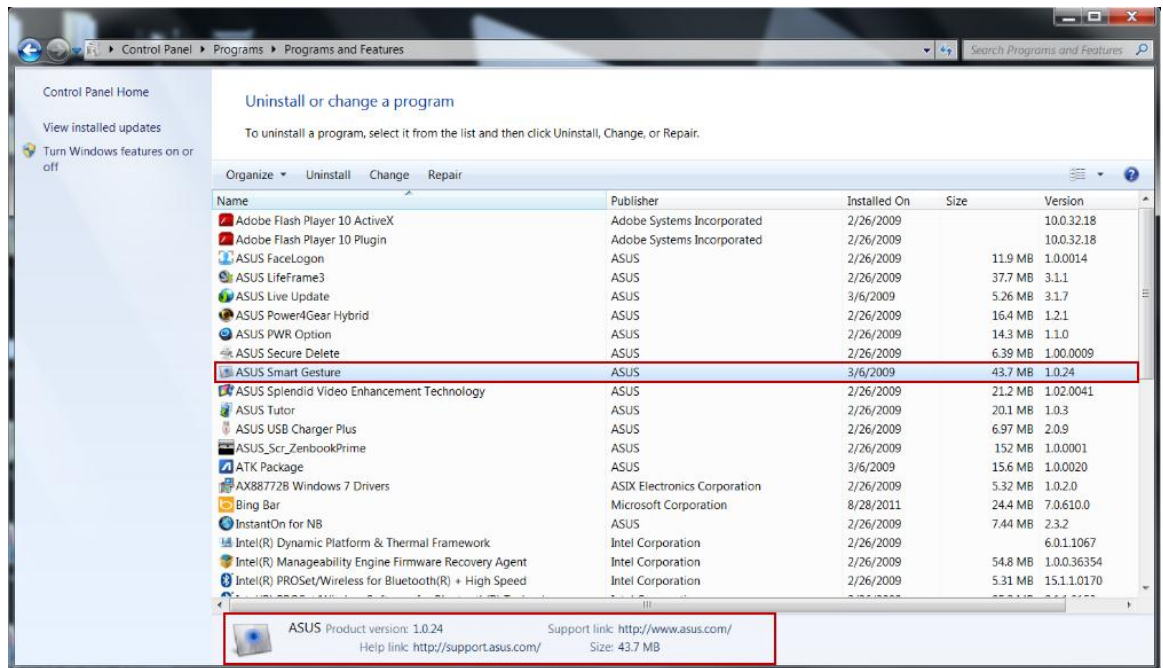 Control Panel ▸ Programs ▸ Programs and Features
Search Programs and Features
Control Panel Home
View installed updates
Turn Windows features on or
off
Uninstall or change a program
To uninstall a program, select it from the list and then click Uninstall, Change, or Repair.
Organize Uninstall Change Repair
Name Publisher Installed On Size Version
Adobe Flash Player 10 ActiveX Adobe Systems Incorporated 2/26/2009 10.0.32.18
Adobe Flash Player 10 Plugin Adobe Systems Incorporated 2/26/2009 10.0.32.18
ASUS FaceLogon ASUS 2/26/2009 11.9 MB 1.0.0014
ASUS LifeFrame3 ASUS 2/26/2009 37.7 MB 3.1.1
ASUS Live Update ASUS 3/6/2009 5.26 MB 3.1.7
ASUS Power4Gear Hybrid ASUS 2/26/2009 16.4 MB 1.2.1
ASUS PWR Option ASUS 2/26/2009 14.3 MB 1.1.0
ASUS Secure Delete ASUS 2/26/2009 6.39 MB 1.00.0009
ASUS Smart Gesture ASUS 3/6/2009 43.7 MB 1.0.24
ASUS Splendid Video Enhancement Technology ASUS 2/26/2009 21.2 MB 1.02.0041
ASUS Tutor ASUS 2/26/2009 20.1 MB 1.0.3
ASUS USB Charger Plus ASUS 2/26/2009 6.97 MB 2.0.9
ASUS_Scr_ZenbookPrime ASUS 2/26/2009 152 MB 1.0.0001
ATK Package ASUS 3/6/2009 15.6 MB 1.0.0020
AX88772B Windows 7 Drivers ASIX Electronics Corporation 2/26/2009 5.32 MB 1.0.2.0
Bing Bar Microsoft Corporation 8/28/2011 24.4 MB 7.0.610.0
InstantOn for NB ASUS 2/26/2009 7.44 MB 2.3.2
Intel(R) Dynamic Platform & Thermal Framework Intel Corporation 2/26/2009 6.0.1.1067
Intel(R) Manageability Engine Firmware Recovery Agent Intel Corporation 2/26/2009 54.8 MB 1.0.0.36354
Intel(R) PROSet/Wireless for Bluetooth(R) + High Speed Intel Corporation 2/26/2009 5.31 MB 15.1.1.0170
ASUS Product version: 1.0.24 Support link: http://www.asus.com/
Help link: http://support.asus.com/ Size: 43.7 MB